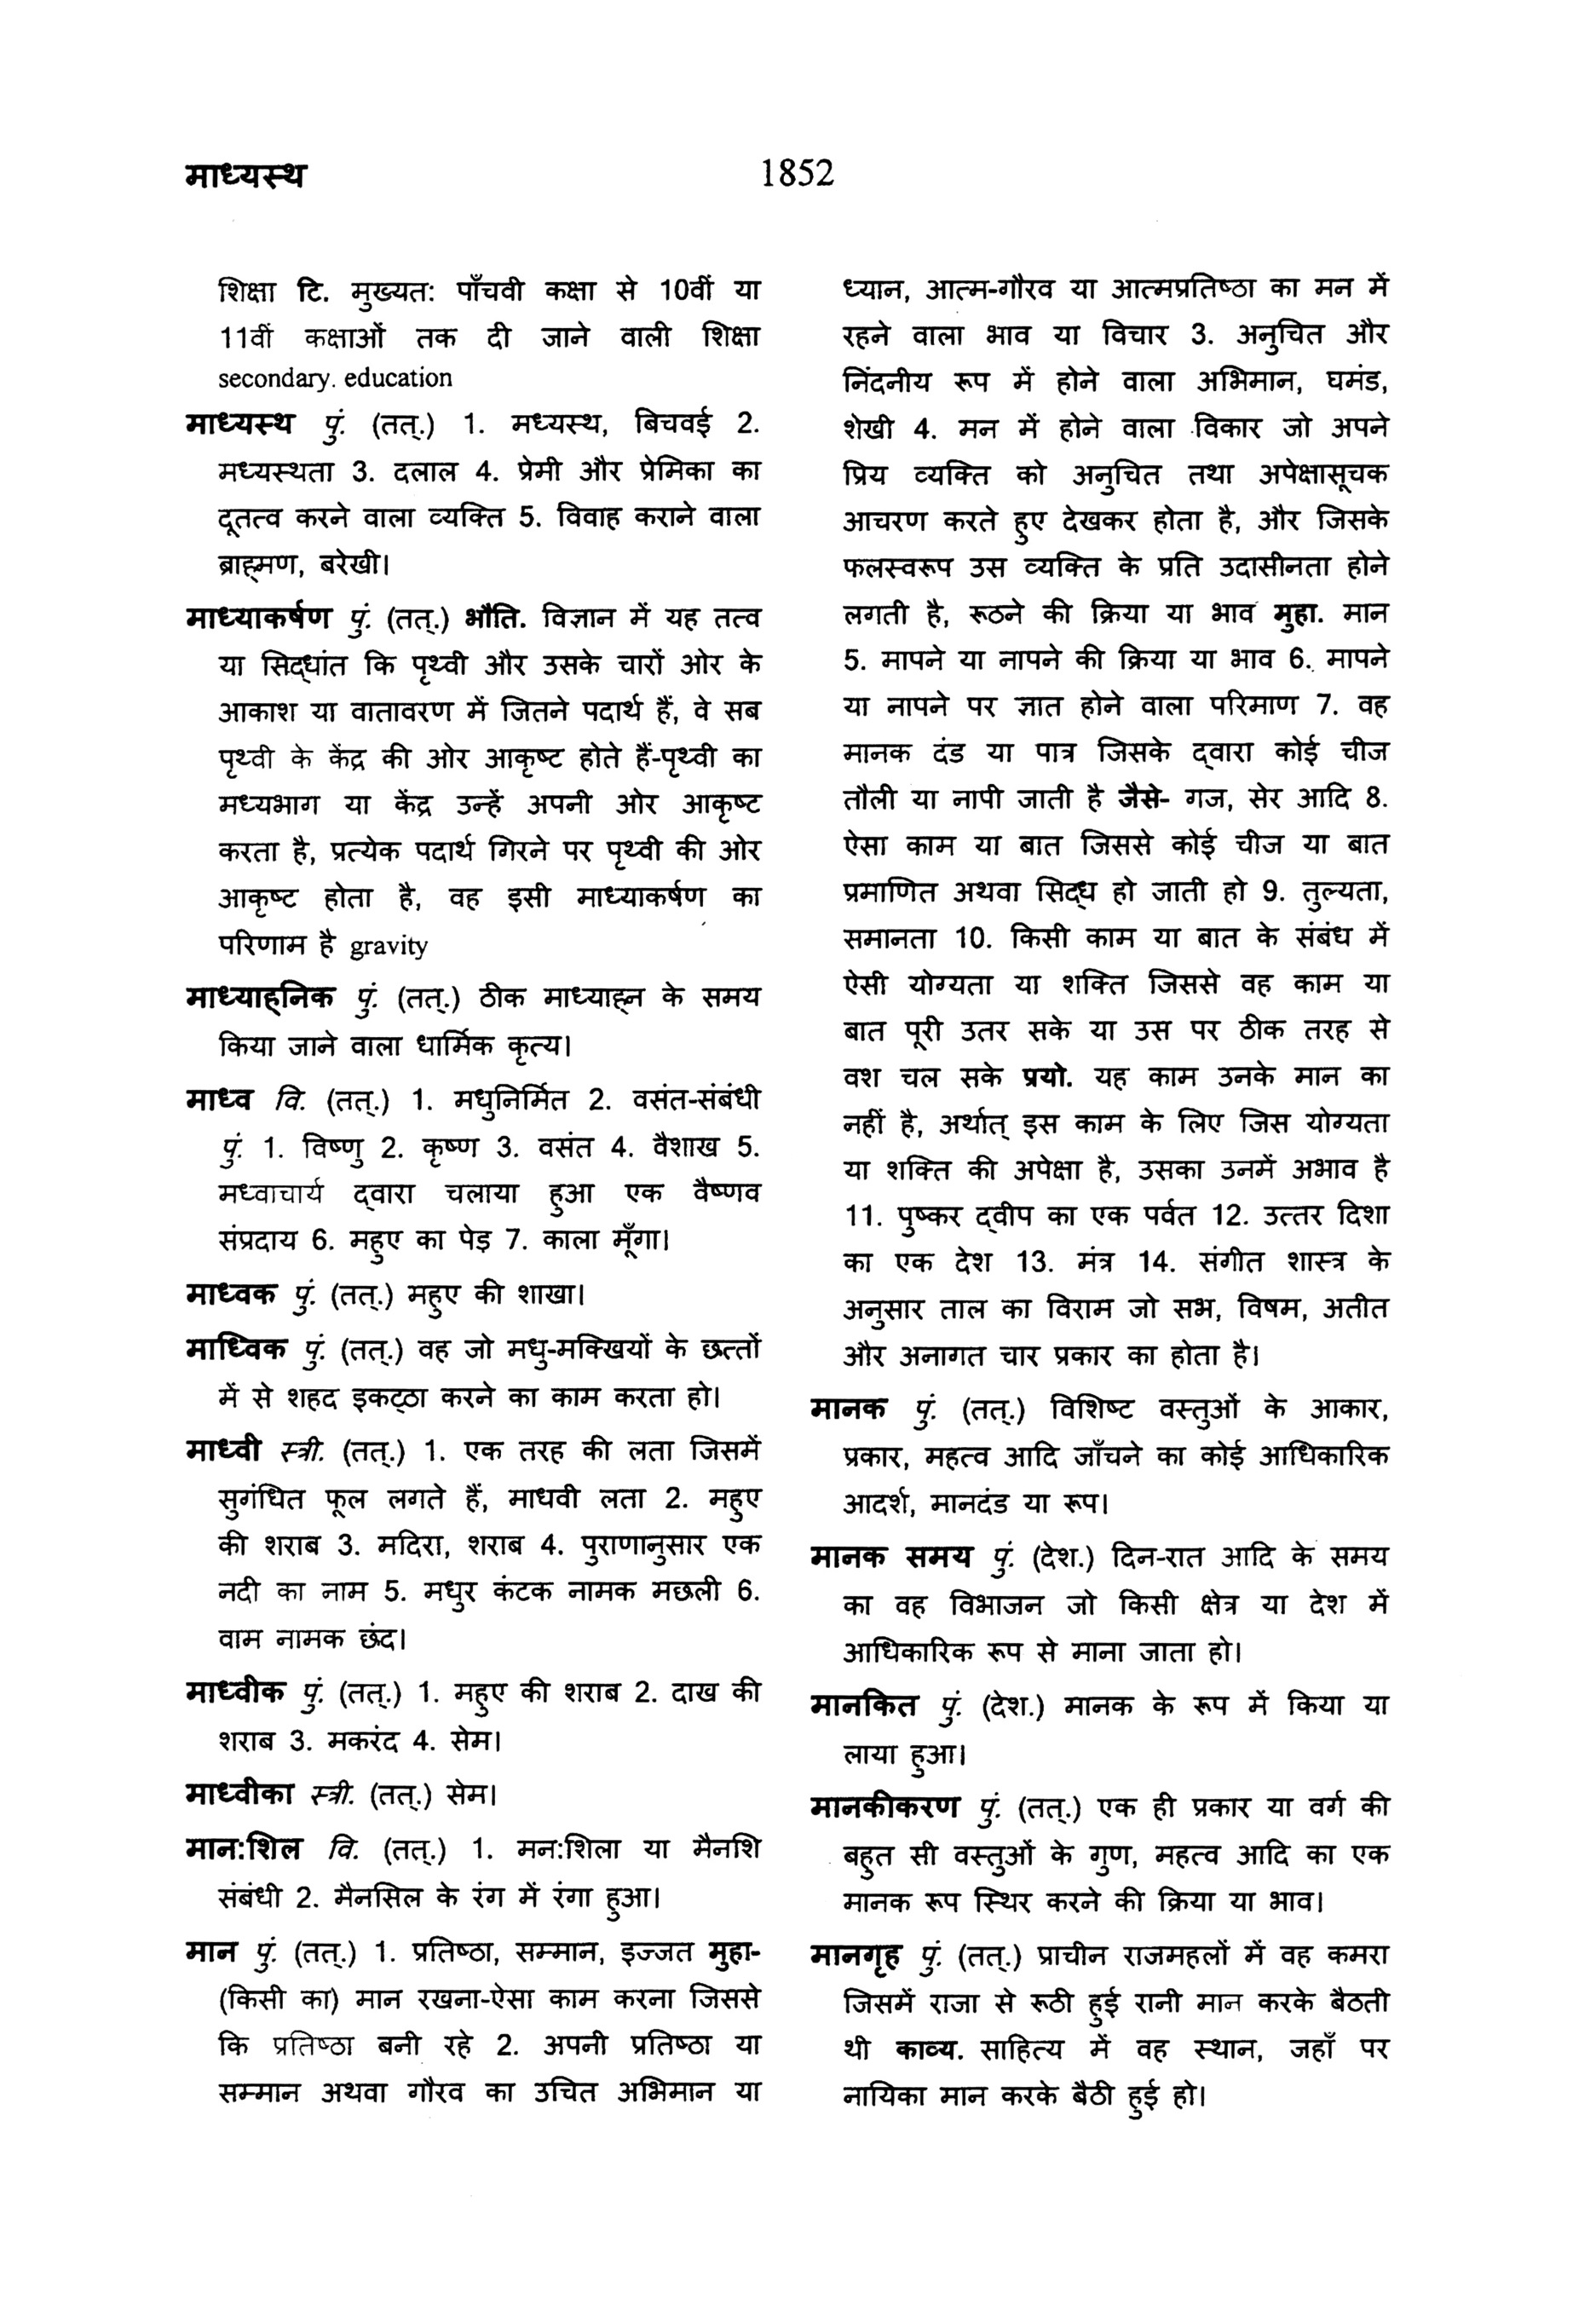 माध्यस्थ
1852
शिक्षा टि. मुख्यत: पाँचवी कक्षा से 10वीं या
11वीं कक्षाओं तक दी जाने वाली शिक्षा
secondary. education
माध्यस्थ पुं. (तत्.) 1. मध्यस्थ, बिचवई 2.
मध्यस्थता 3. दलाल 4. प्रेमी और प्रेमिका का
दूतत्व करने वाला व्यक्ति 5. विवाह कराने वाला
ब्राह्मण, बरेखी।
माध्याकर्षण पुं. (तत्.) भौति. विज्ञान में यह तत्व
या सिद्धांत कि पृथ्वी और उसके चारों ओर के
आकाश या वातावरण में जितने पदार्थ हैं, वे सब
पृथ्वी के केंद्र की ओर आकृष्ट होते हैं-पृथ्वी का
मध्यभाग या केंद्र उन्हें अपनी ओर आकृष्ट
करता है, प्रत्येक पदार्थ गिरने पर पृथ्वी की ओर
आकृष्ट होता है, वह इसी माध्याकर्षण का
परिणाम है gravity
माध्याह्निक पुं. (तत्.) ठीक माध्याह्न के समय
किया जाने वाला धार्मिक कृत्य।
माध्व वि. (तत्.) 1. मधुनिर्मित 2. वसंत-संबंधी
पुं. 1. विष्णु 2. कृष्ण 3. वसंत 4. वैशाख 5.
मध्वाचार्य द्वारा चलाया हुआ एक वैष्णव
संप्रदाय 6. महुए का पेड़ 7. काला मूँगा।
माध्वक पुं. (तत्.) महुए की शाखा।
माध्विक पुं. (तत्.) वह जो मधु-मक्खियों के छत्तों
में से शहद इकट्ठा करने का काम करता हो।
माध्वी स्त्री. (तत्.) 1. एक तरह की लता जिसमें
सुगंधित फूल लगते हैं, माधवी लता 2. महुए
की शराब 3. मदिरा, शराब 4. पुराणानुसार एक
नदी का नाम 5. मधुर कंटक नामक मछली 6.
वाम नामक छंद।
माध्वीक पुं. (तत्.) 1. महुए की शराब 2. दाख की
शराब 3. मकरंद 4. सेम।
माध्वीका स्त्री. (तत्.) सेम।
मान:शिल वि. (तत्.) 1. मन:शिला या मैनशि
संबंधी 2. मैनसिल के रंग में रंगा हुआ।
मान पुं. (तत्.) 1. प्रतिष्ठा, सम्मान, इज्जत मुहा-
(किसी का) मान रखना-ऐसा काम करना जिससे
कि प्रतिष्ठा बनी रहे 2. अपनी प्रतिष्ठा या
सम्मान अथवा गौरव का उचित अभिमान या
ध्यान, आत्म-गौरव या आत्मप्रतिष्ठा का मन में
रहने वाला भाव या विचार 3. अनुचित और
निंदनीय रूप में होने वाला अभिमान, घमंड,
शेखी 4. मन में होने वाला विकार जो अपने
प्रिय व्यक्ति को अनुचित तथा अपेक्षासूचक
आचरण करते हुए देखकर होता है, और जिसके
फलस्वरूप उस व्यक्ति के प्रति उदासीनता होने
लगती है, रूठने की क्रिया या भाव मुहा. मान
5. मापने या नापने की क्रिया या भाव 6. मापने
या नापने पर ज्ञात होने वाला परिमाण 7. वह
मानक दंड या पात्र जिसके द्वारा कोई चीज
तौली या नापी जाती है जैसे- गज, सेर आदि 8.
ऐसा काम या बात जिससे कोई चीज या बात
प्रमाणित अथवा सिद्ध हो जाती हो 9. तुल्यता,
समानता 10. किसी काम या बात के संबंध में
ऐसी योग्यता या शक्ति जिससे वह काम या
बात पूरी उतर सके या उस पर ठीक तरह से
वश चल सके प्रयो. यह काम उनके मान का
नहीं है, अर्थात् इस काम के लिए जिस योग्यता
या शक्ति की अपेक्षा है, उसका उनमें अभाव है
11. पुष्कर द्वीप का एक पर्वत 12. उत्तर दिशा
का एक देश 13. मंत्र 14. संगीत शास्त्र के
अनुसार ताल का विराम जो सभ, विषम, अतीत
और अनागत चार प्रकार का होता है।
मानक पुं. (तत्.) विशिष्ट वस्तुओं के आकार,
प्रकार, महत्व आदि जाँचने का कोई आधिकारिक
आदर्श, मानदंड या रूप।
मानक समय पुं. (देश.) दिन-रात आदि के समय
का वह विभाजन जो किसी क्षेत्र या देश में
आधिकारिक रूप से माना जाता हो।
मानकित पुं. (देश.) मानक के रूप में किया या
लाया हुआ।
मानकीकरण पुं. (तत्.) एक ही प्रकार या वर्ग की
बहुत सी वस्तुओं के गुण, महत्व आदि का एक
मानक रूप स्थिर करने की क्रिया या भाव।
मानगृह पुं. (तत्.) प्राचीन राजमहलों में वह कमरा
जिसमें राजा से रूठी हुई रानी मान करके बैठती
थी काव्य. साहित्य में वह स्थान, जहाँ पर
नायिका मान करके बैठी हुई हो।